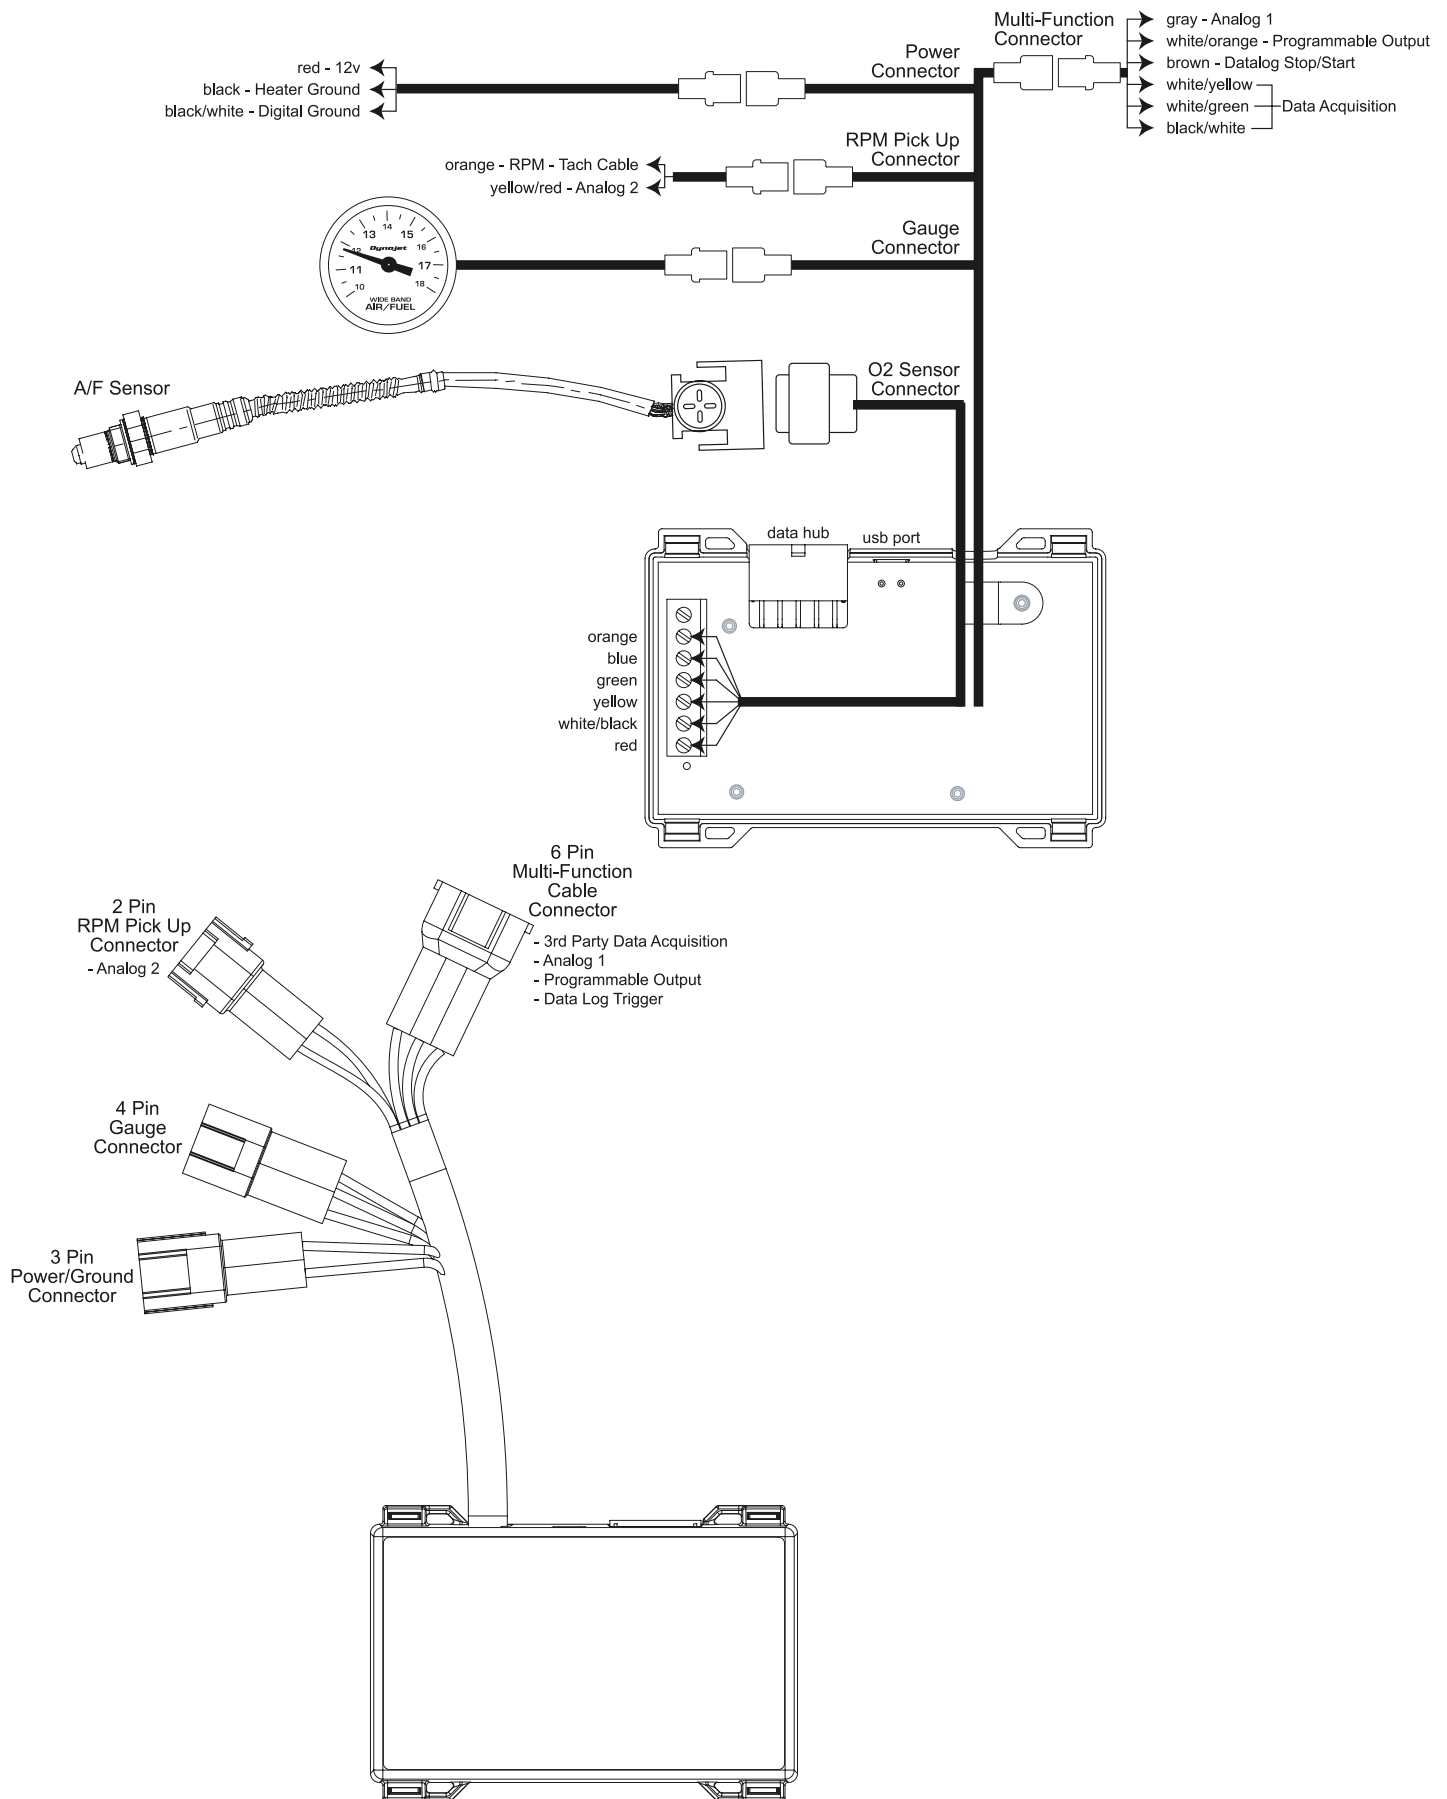 Multi-Function
Connector
gray - Analog 1
white/orange - Programmable Output
brown - Datalog Stop/Start
white/yellow
white/green
Data Acquisition
black/white
Power
Connector
red - 12v
black - Heater Ground
black/white - Digital Ground
RPM Pick Up
Connector
orange - RPM - Tach Cable
yellow/red - Analog 2
Gauge
Connector
10
11
12
13
14
15
16
17
18
Dynojet
WIDE BAND
AIR/FUEL
O2 Sensor
Connector
A/F Sensor
data hub
usb port
orange
blue
green
yellow
white/black
red
6 Pin
Multi-Function
Cable
Connector
- 3rd Party Data Acquisition
- Analog 1
- Programmable Output
- Data Log Trigger
2 Pin
RPM Pick Up
Connector
- Analog 2
4 Pin
Gauge
Connector
3 Pin
Power/Ground
Connector